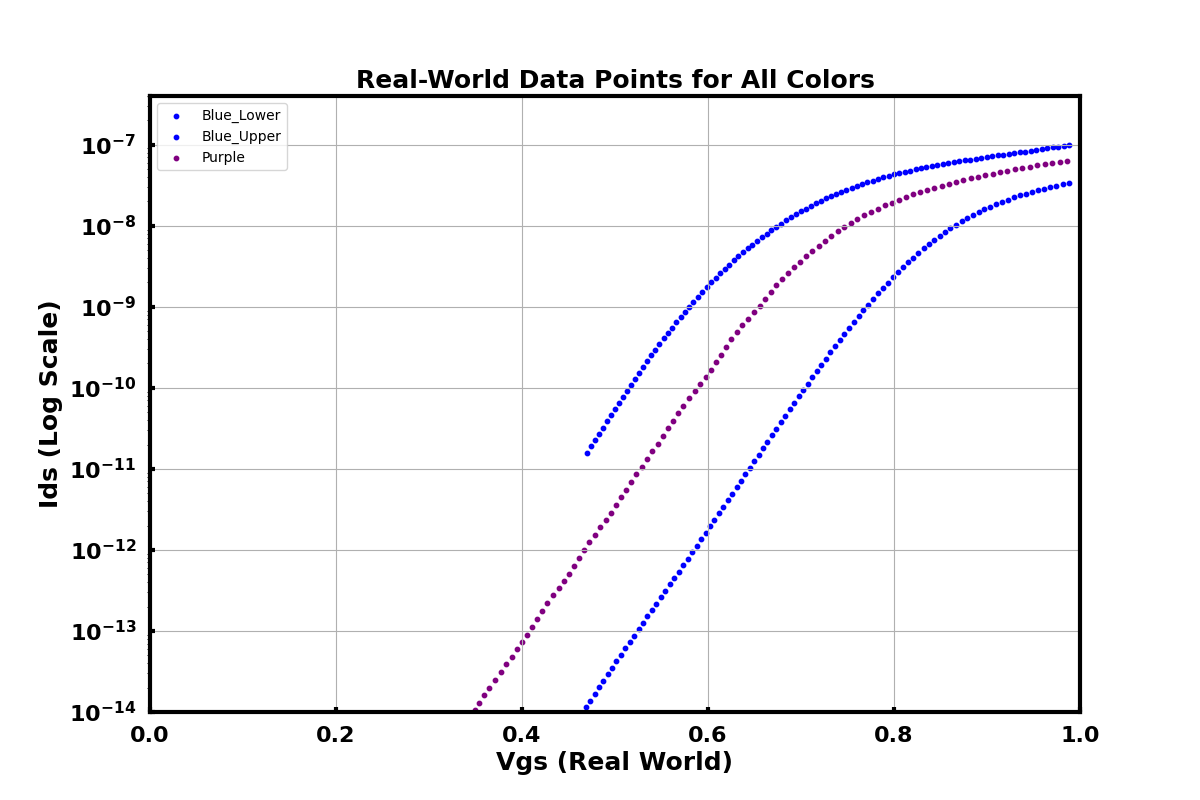 Real-World Data Points for All Colors
Blue_Lower
Blue_Upper
Purple
Ids (Log Scale)
10⁻⁷
10⁻⁸
10⁻⁹
10⁻¹⁰
10⁻¹¹
10⁻¹²
10⁻¹³
10⁻¹⁴
0.0 0.2 0.4 0.6 0.8 1.0
Vgs (Real World)